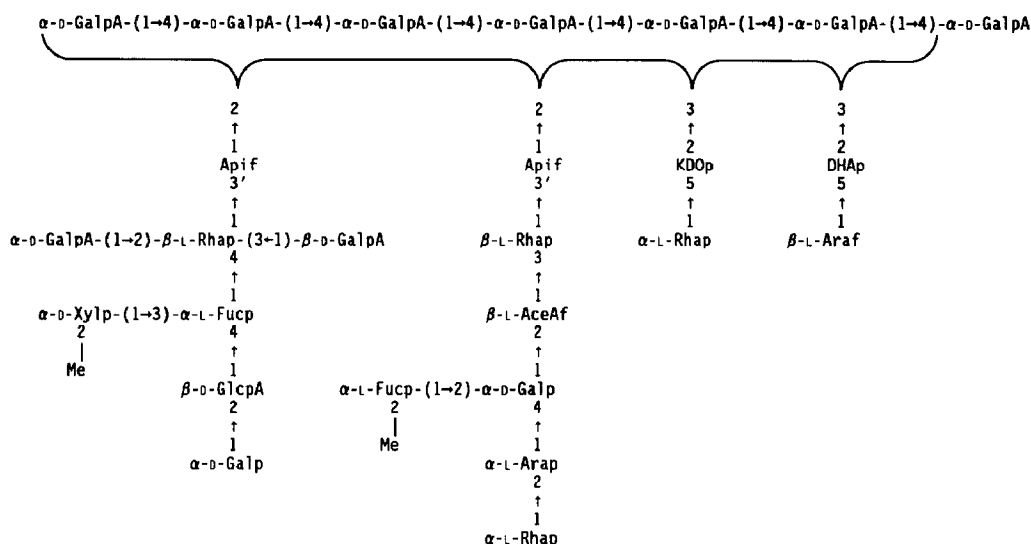 α-D-GalpA-(1→4)-α-D-GalpA-(1→4)-α-D-GalpA-(1→4)-α-D-GalpA-(1→4)-α-D-GalpA-(1→4)-α-D-GalpA-(1→4)-α-D-GalpA
2 2 3 3
↑ ↑ ↑ ↑
1 1 2 2
Apif Apif KDOp DHAp
3′ 3′ 5 5
↑ ↑ ↑ ↑
1 1 1 1
α-D-GalpA-(1→2)-β-L-Rhap-(3←1)-β-D-GalpA β-L-Rhap α-L-Rhap β-L-Araf
4 3
↑ ↑
1 1
α-D-Xylp-(1→3)-α-L-Fucp β-L-AceAf
2 4 2
↑ ↑
Me 1 1
β-D-GlcpA α-L-Fucp-(1→2)-α-D-Galp
2 2 4
↑ ↑
1 Me 1
α-D-Galp α-L-Arap
2
↑
1
α-L-Rhap